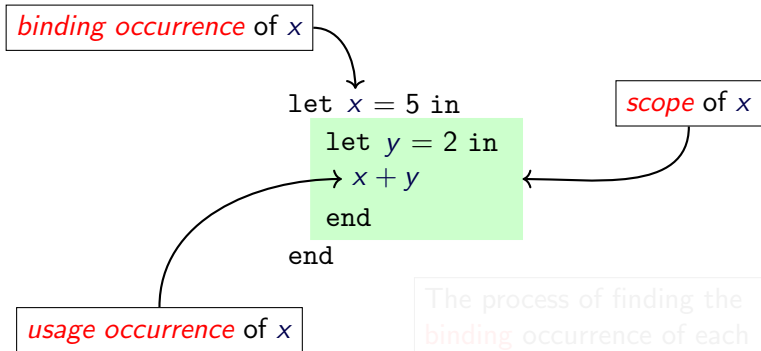 binding occurrence of x
let x = 5 in
scope of x
let y = 2 in
x + y
end
end
usage occurrence of x
The process of finding the
binding occurrence of each